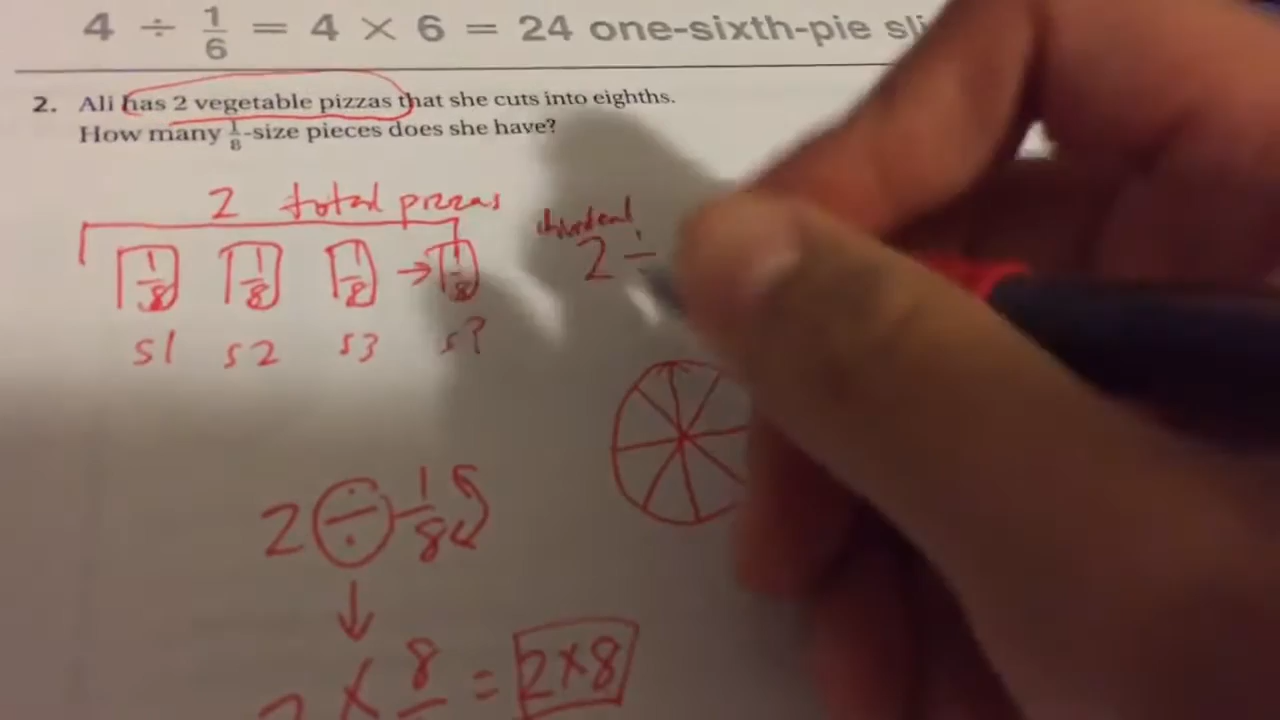 4 ÷ 1/6 = 4 × 6 = 24 one-sixth-pie
2. Ali has 2 vegetable pizzas that she cuts into eighths.
How many 1/8-size pieces does she have?
2 total pizzas
1/8 1/8 1/8 → 1/8
S1 S2 S3 S?
2 ÷
2 ÷ 1/8
↓
× 8 = 2×8